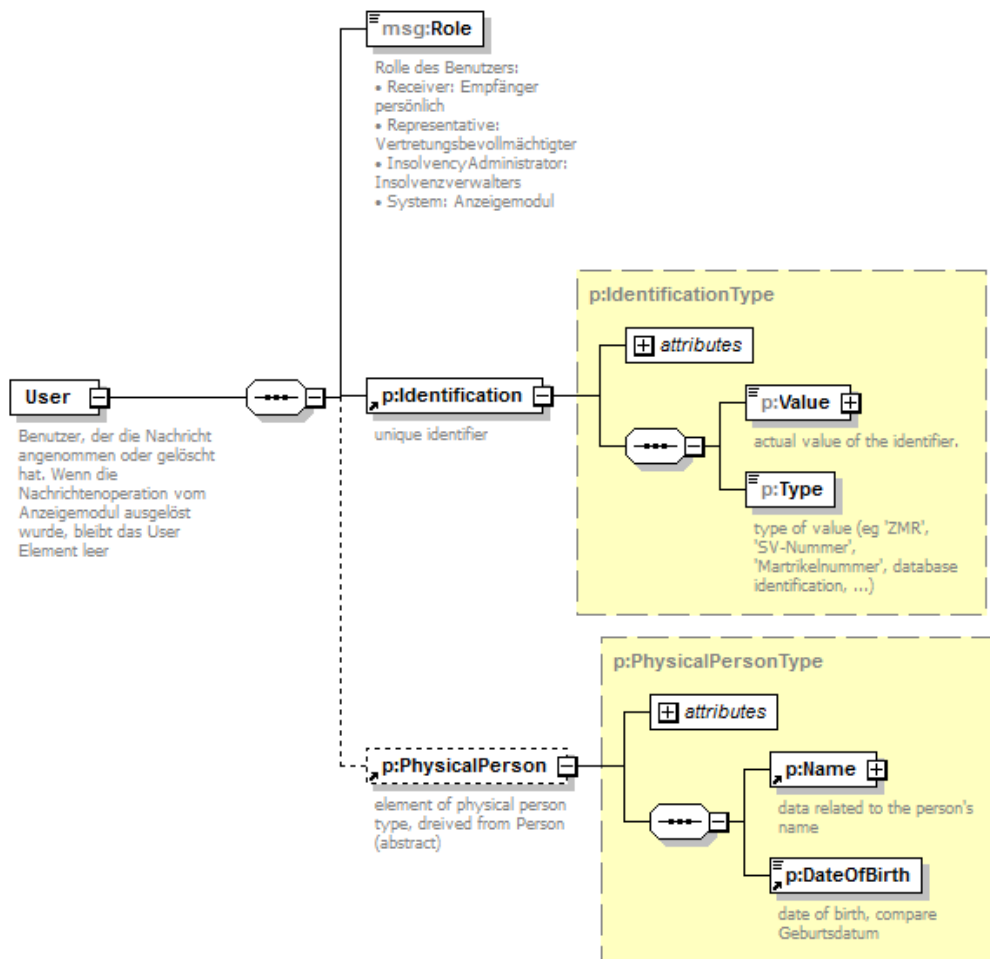 msg:Role
Rolle des Benutzers:
• Receiver: Empfänger
persönlich
• Representative:
Vertretungsbevollmächtigter
• InsolvencyAdministrator:
Insolvenzverwalters
• System: Anzeigemodul
User
Benutzer, der die Nachricht
angenommen oder gelöscht
hat. Wenn die
Nachrichtenoperation vom
Anzeigemodul ausgelöst
wurde, bleibt das User
Element leer
p:Identification
unique identifier
p:IdentificationType
attributes
p:Value
actual value of the identifier.
p:Type
type of value (eg 'ZMR',
'SV-Nummer',
'Martrikelnummer', database
identification, ...)
p:PhysicalPerson
element of physical person
type, dreived from Person
(abstract)
p:PhysicalPersonType
attributes
p:Name
data related to the person's
name
p:DateOfBirth
date of birth, compare
Geburtsdatum